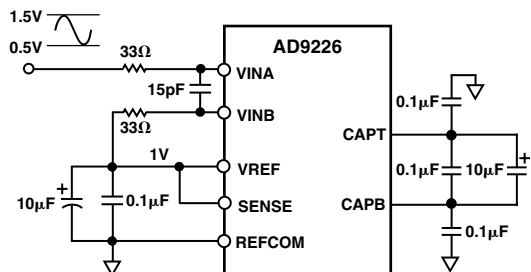 1.5V
0.5V
33Ω
15pF
33Ω
1V
10μF
+
0.1μF
AD9226
VINA
VINB
VREF
SENSE
REFCOM
CAPT
CAPB
0.1μF
0.1μF
10μF
+
0.1μF